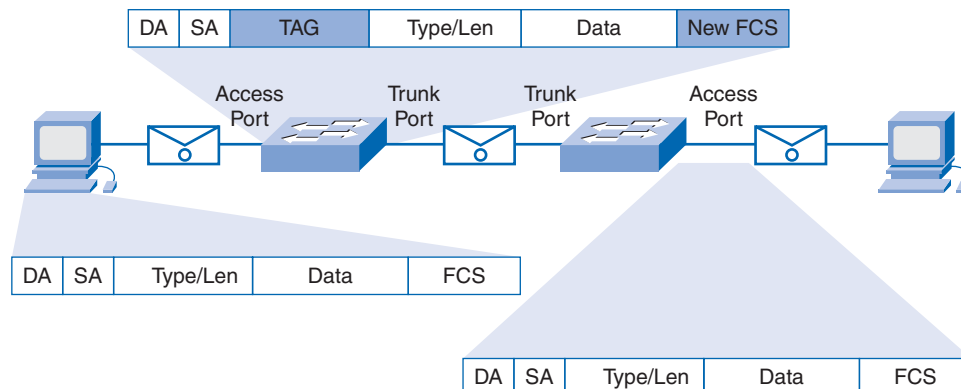 DA SA TAG Type/Len Data New FCS
Access Port
Trunk Port
Trunk Port
Access Port
DA SA Type/Len Data FCS
DA SA Type/Len Data FCS